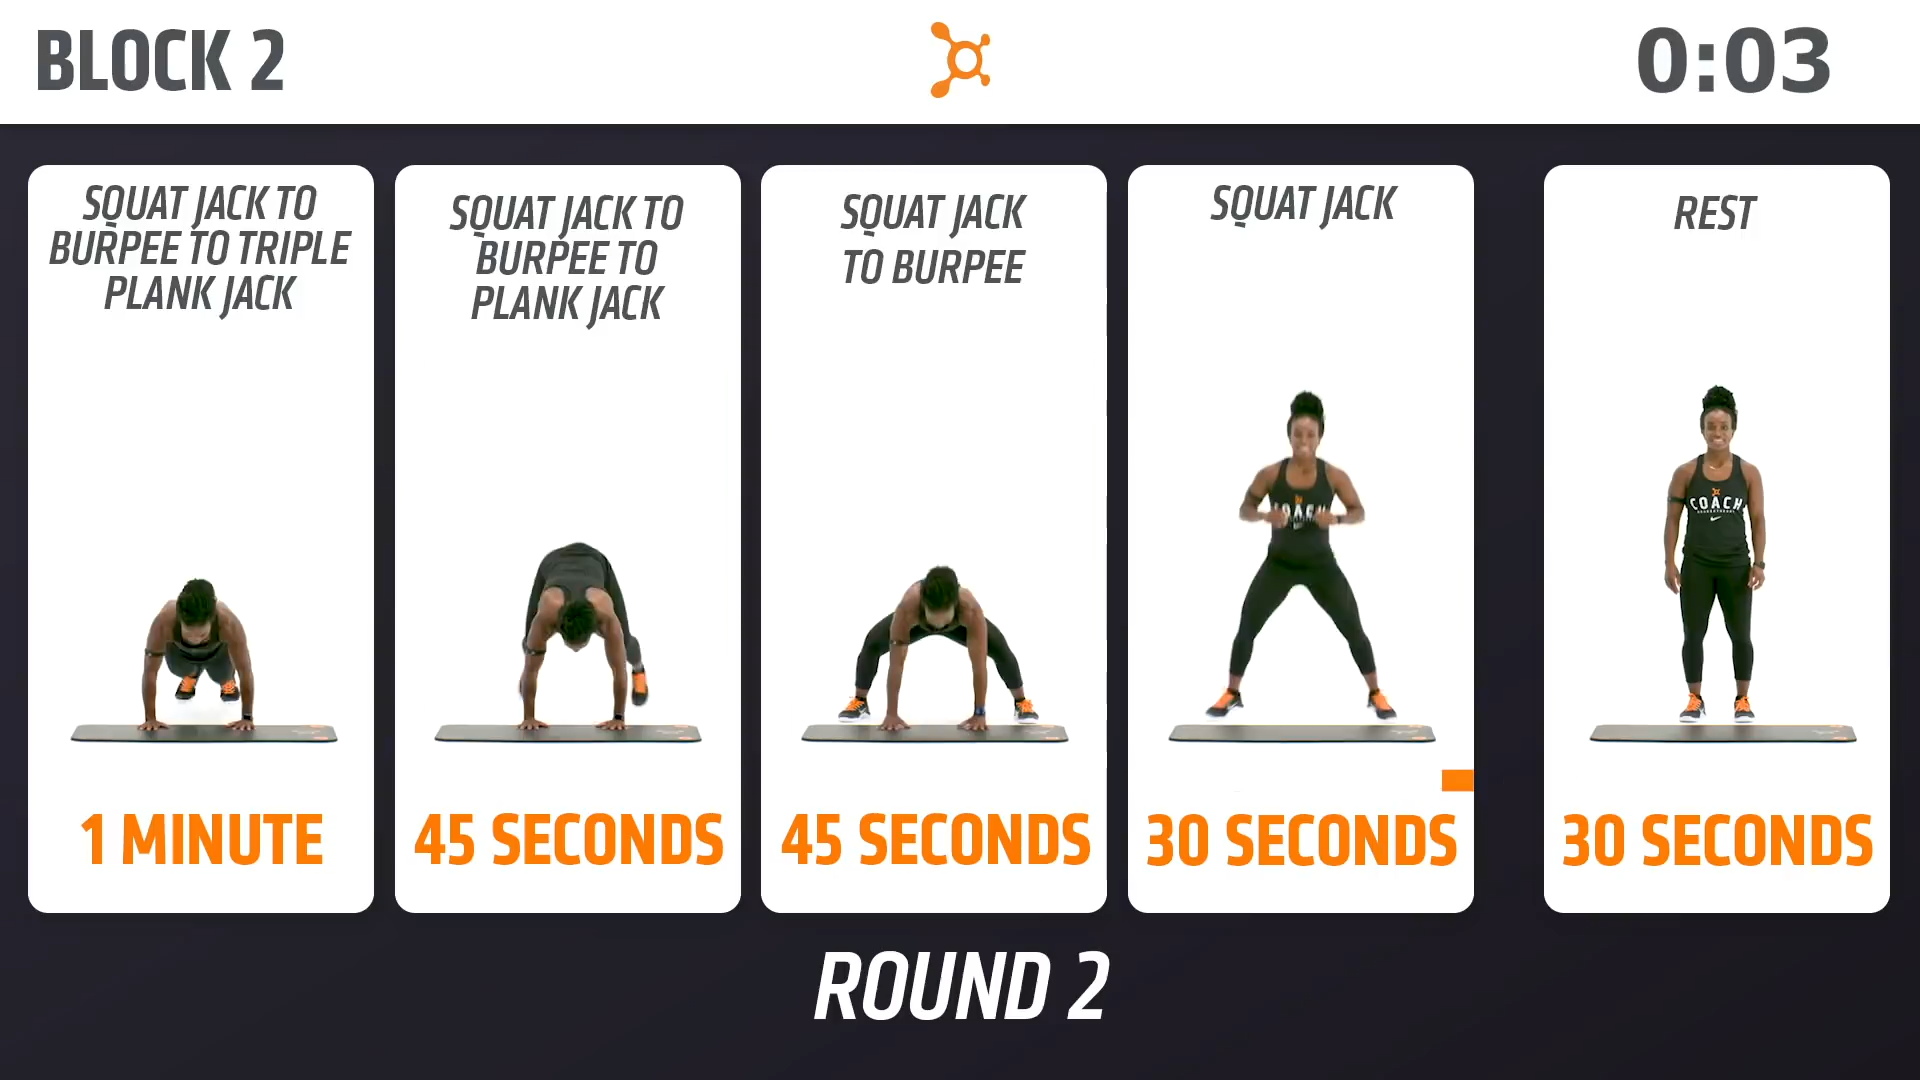 BLOCK 2
0:03
SQUAT JACK TO
BURPEE TO TRIPLE
PLANK JACK
1 MINUTE
SQUAT JACK TO
BURPEE TO
PLANK JACK
45 SECONDS
SQUAT JACK
TO BURPEE
45 SECONDS
SQUAT JACK
COACH
30 SECONDS
REST
COACH
30 SECONDS
ROUND 2